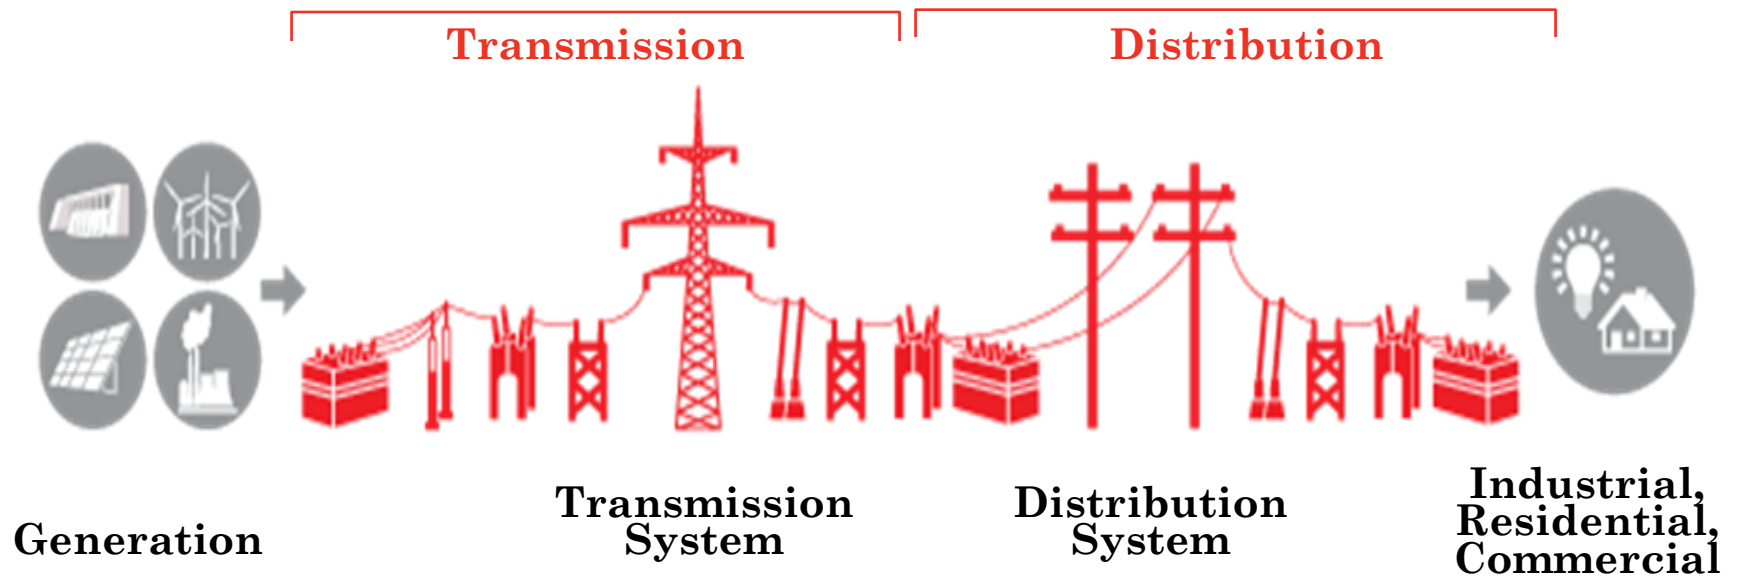 Transmission
Distribution
Generation
Transmission
System
Distribution
System
Industrial,
Residential,
Commercial